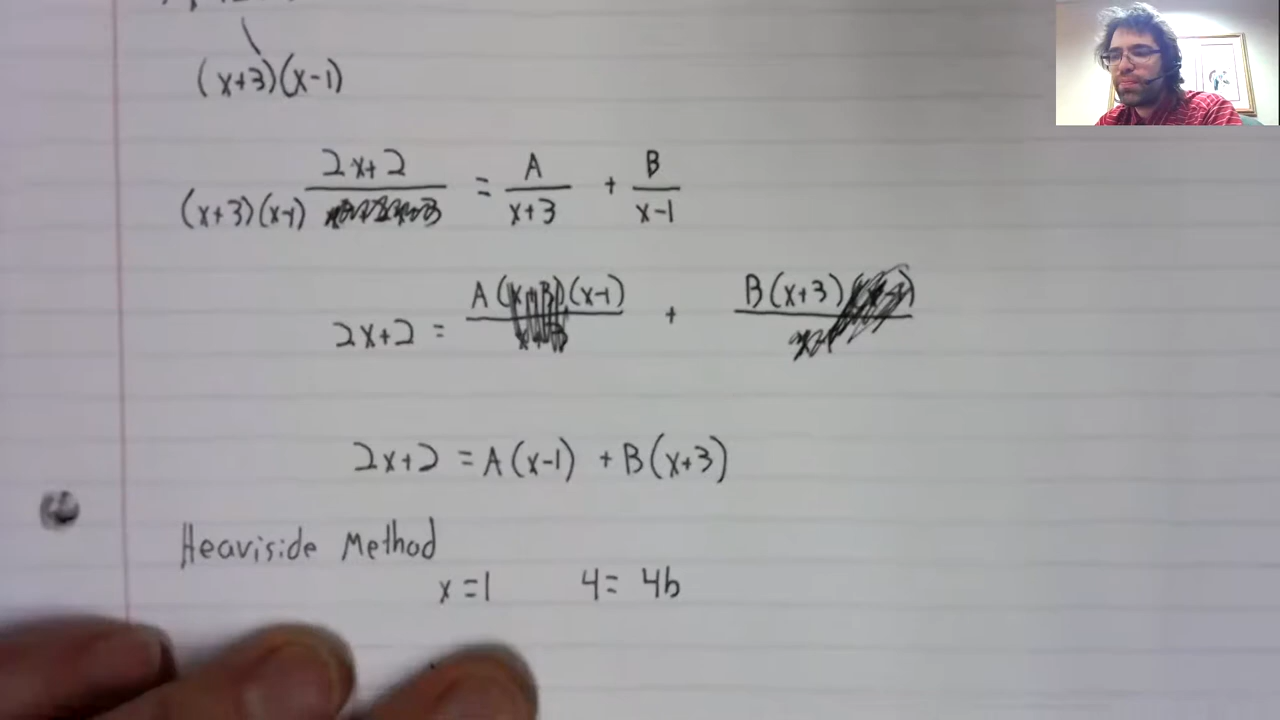 (x+3)(x-1)
(x+3)(x-1) 2x+2 = A/x+3 + B/x-1
2x+2 = A (x-1) + B(x+3)
2x+2 = A(x-1) + B(x+3)
Heaviside Method
x=1 4= 4b